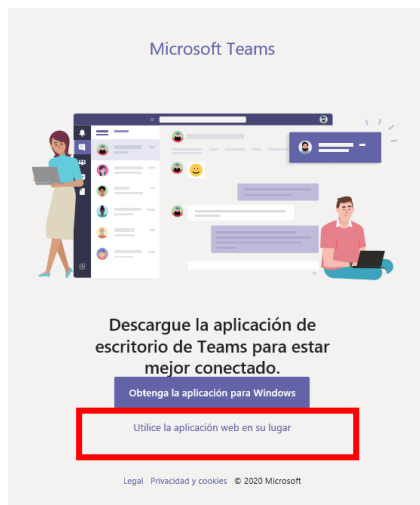 Microsoft Teams
Descargue la aplicación de
escritorio de Teams para estar
mejor conectado.
Obtenga la aplicación para Windows
Utilice la aplicación web en su lugar
Legal Privacidad y cookies © 2020 Microsoft